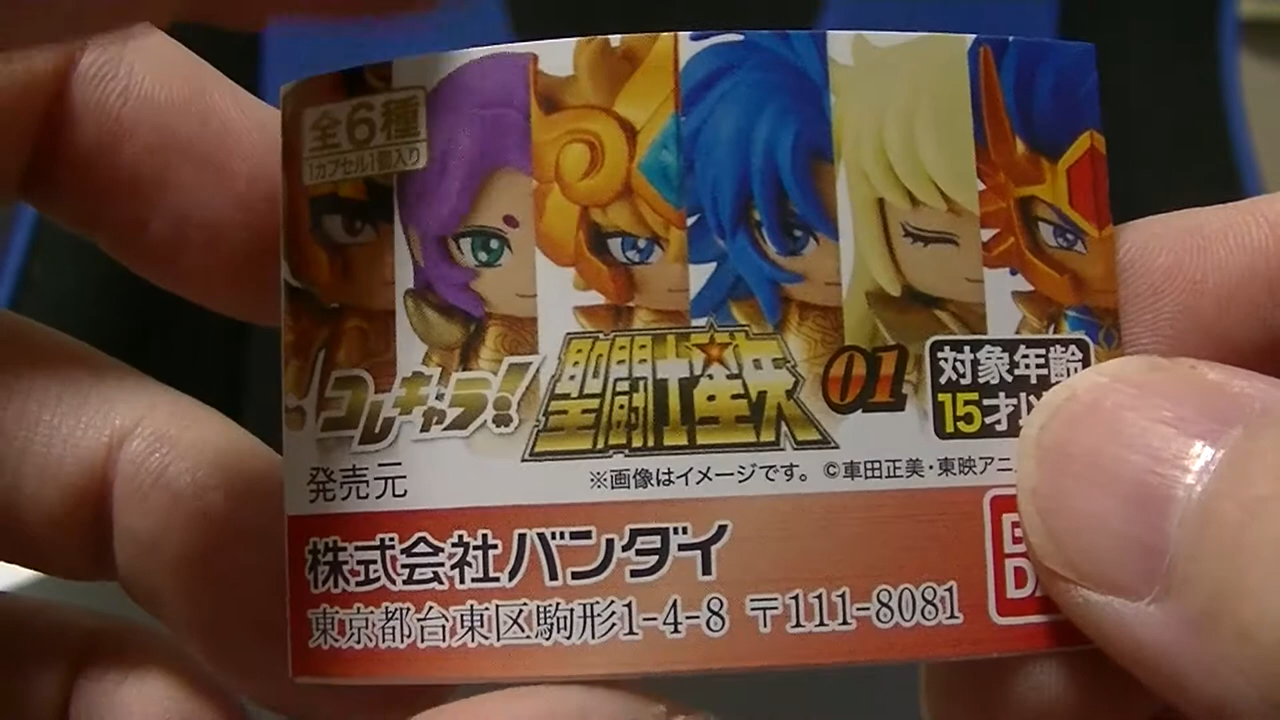 全6種
1カプセル1個入り
コレキャラ!
聖闘士星矢
01
対象年齢
15才
発売元
※画像はイメージです。 ©車田正美・東映アニ
株式会社バンダイ
東京都台東区駒形1-4-8 〒111-8081